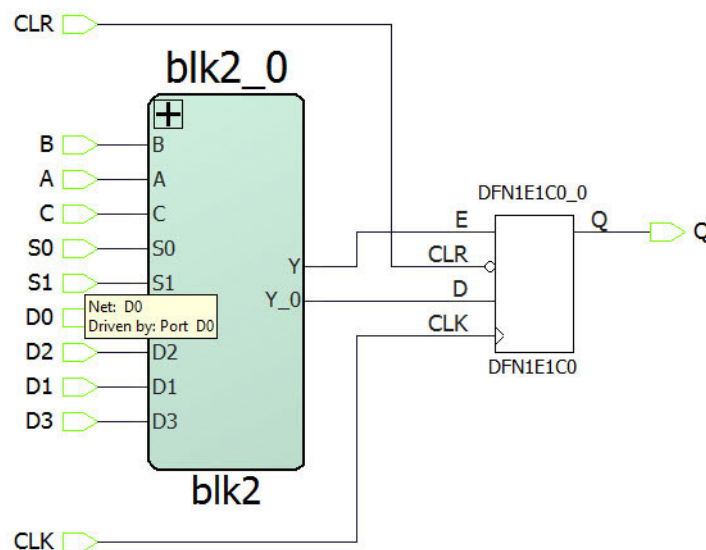 CLR
blk2_0
B
B
A
A
C
C
S0
S0
S1
S1
D0
Net: D0
Driven by: Port D0
D2
D2
D1
D1
D3
D3
Y
Y_0
blk2
CLK
DFN1E1C0_0
E
CLR
D
CLK
Q
Q
DFN1E1C0